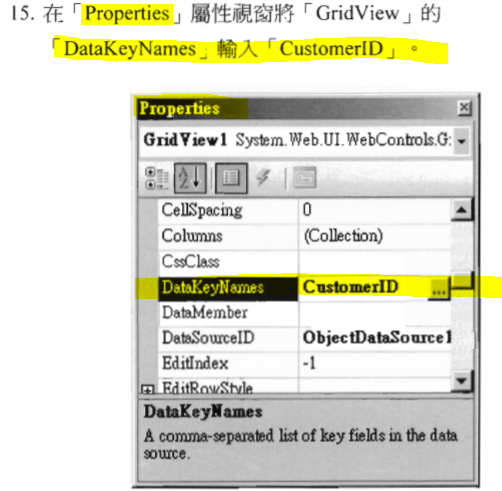 15. 在「Properties」屬性視窗將「GridView」的
「DataKeyNames」輸入「CustomerID」。
Properties
GridView1 System.Web.UI.WebControls.G:
CellSpacing 0
Columns (Collection)
CssClass
DataKeyNames CustomerID ...
DataMember
DataSourceID ObjectDataSource1
EditIndex -1
EditRowStyle
DataKeyNames
A comma-separated list of key fields in the data
source.